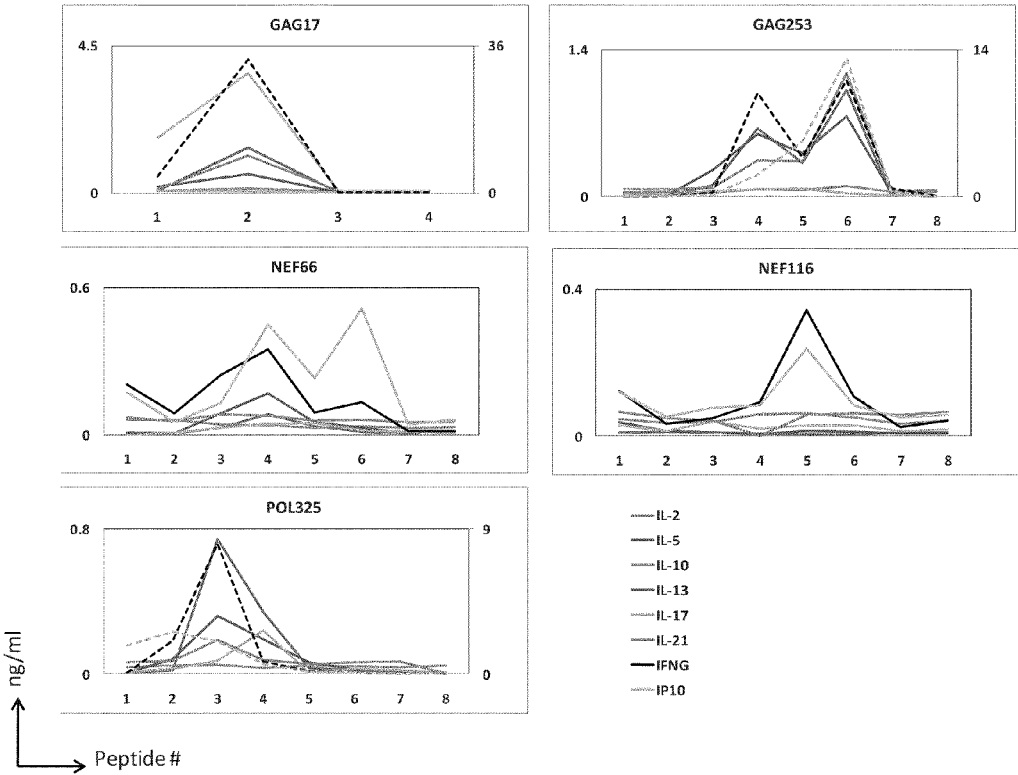 GAG17
4.5
36
0
0
1 2 3 4
GAG253
1.4
14
0
0
1 2 3 4 5 6 7 8
NEF66
0.6
0
1 2 3 4 5 6 7 8
NEF116
0.4
0
1 2 3 4 5 6 7 8
POL325
0.8
9
0
0
1 2 3 4 5 6 7 8
IL-2
IL-5
IL-10
IL-13
IL-17
IL-21
IFNG
IP10
ng/ml
Peptide #